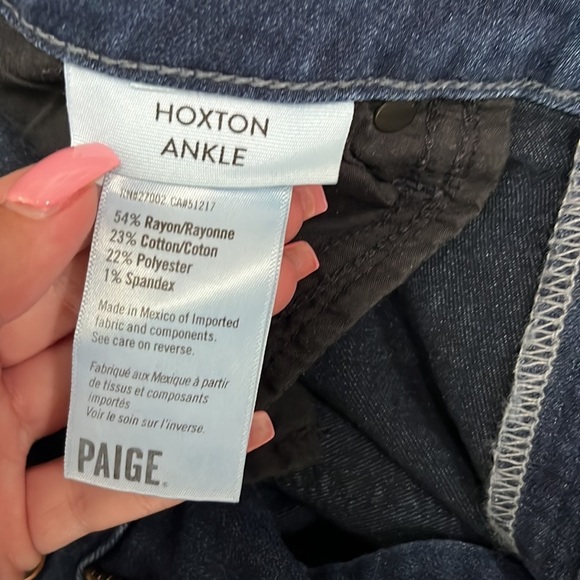 HOXTON
ANKLE
RN#27002 CA#51217
54% Rayon/Rayonne
23% Cotton/Coton
22% Polyester
1% Spandex
Made in Mexico of Imported
fabric and components.
See care on reverse.
Fabriqué aux Mexique à partir
de tissus et composants
importés
Voir le soin sur l'inverse.
PAIGE